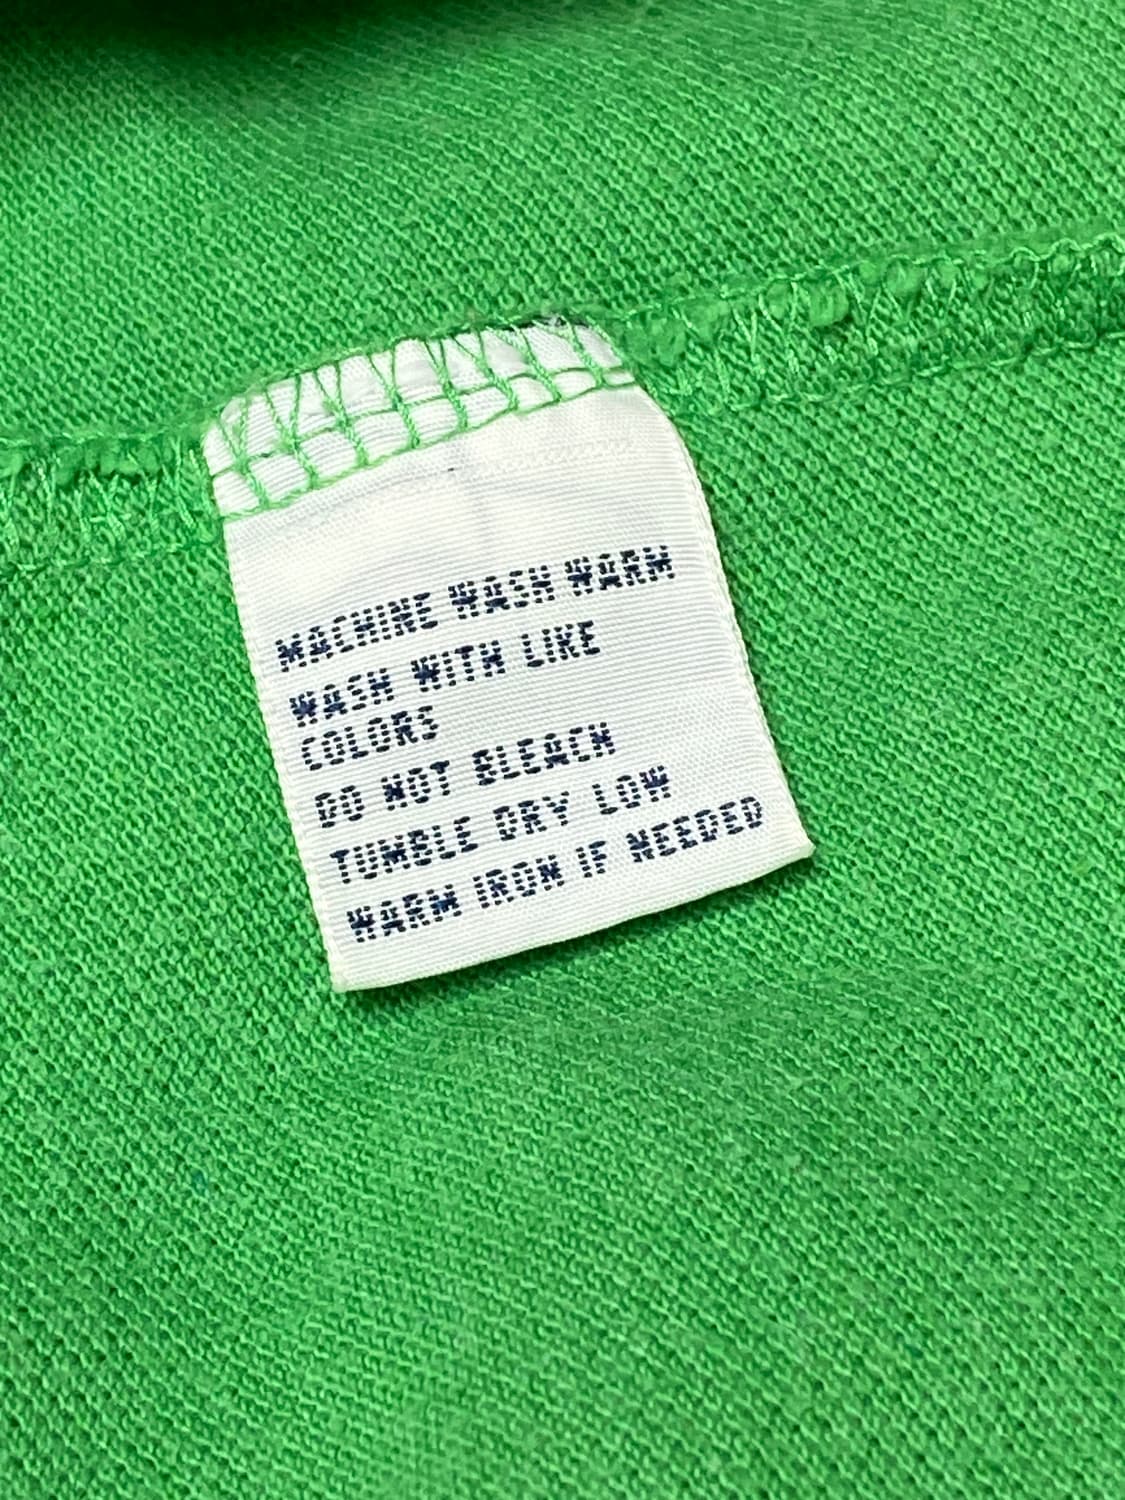 MACHINE WASH WARM
WASH WITH LIKE
COLORS
DO NOT BLEACH
TUMBLE DRY LOW
WARM IRON IF NEEDED